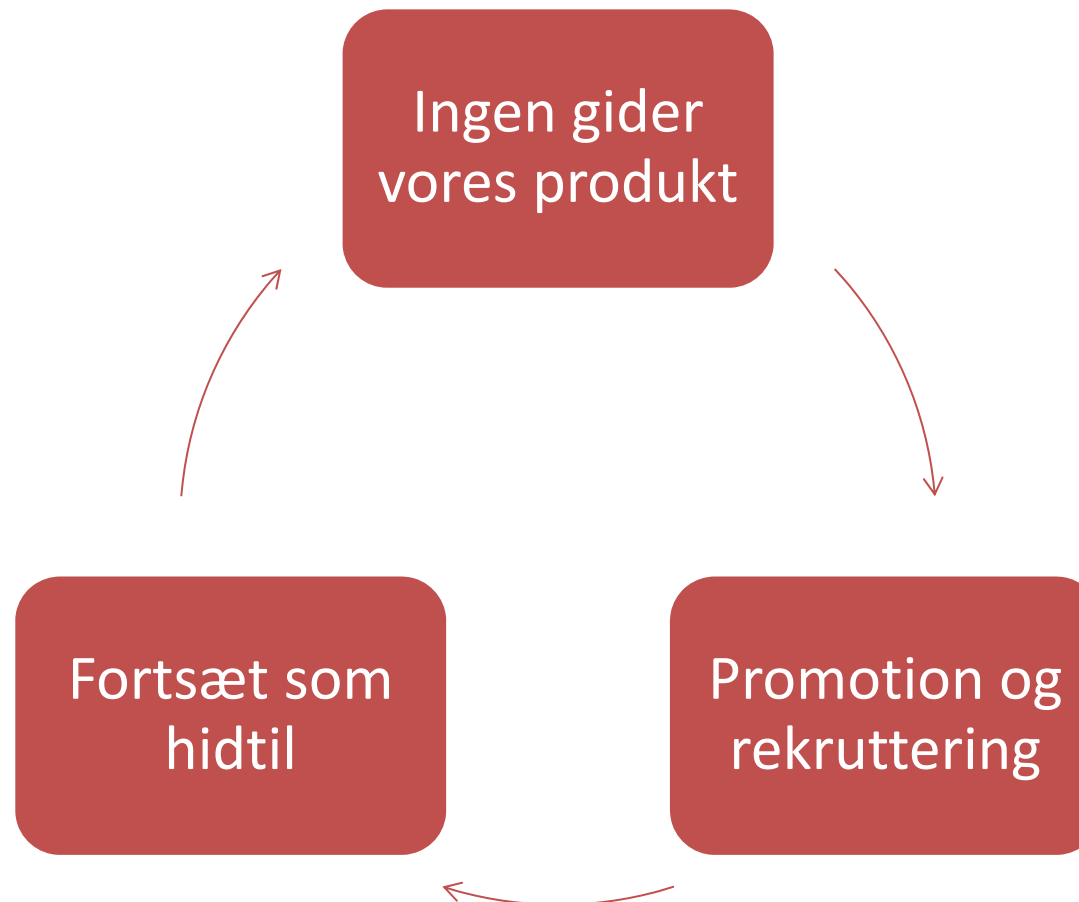 Ingen gider
vores produkt
Fortsæt som
hidtil
Promotion og
rekruttering